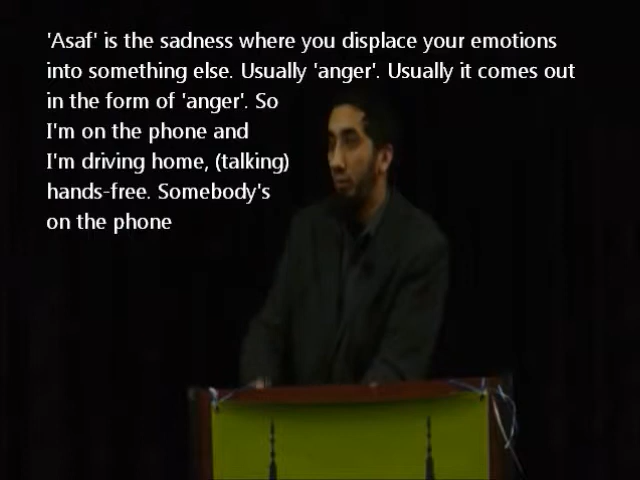 'Asaf' is the sadness where you displace your emotions
into something else. Usually 'anger'. Usually it comes out
in the form of 'anger'. So
I'm on the phone and
I'm driving home, (talking)
hands-free. Somebody's
on the phone